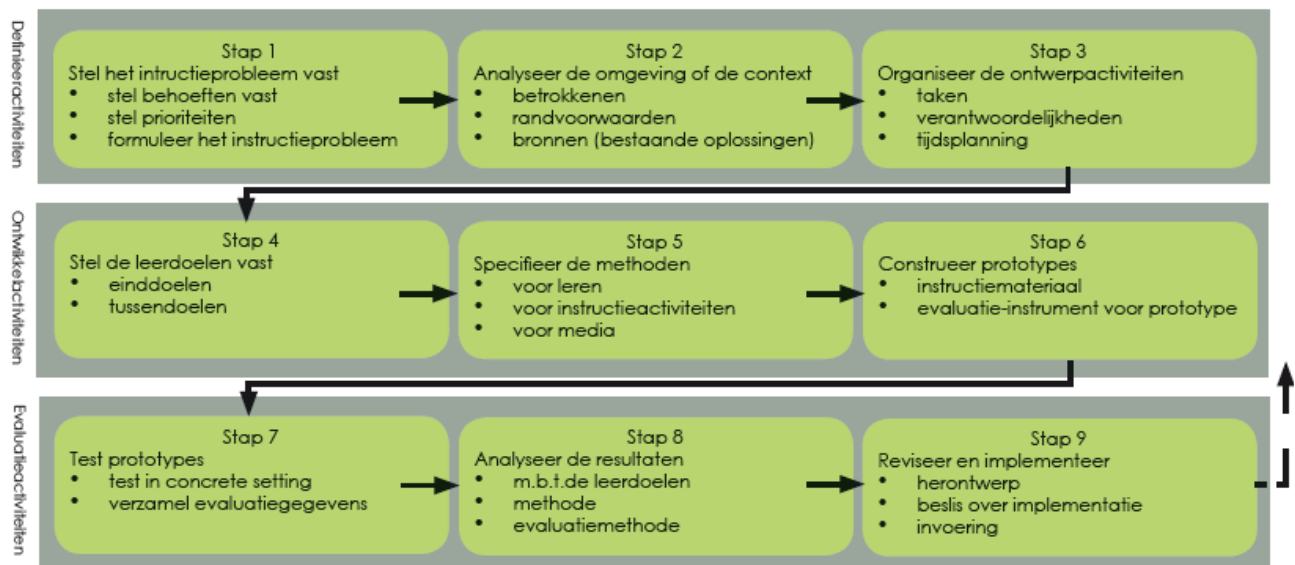 Definieeractiviteiten
Stap 1
Stel het intructieprobleem vast
• stel behoeften vast
• stel prioriteiten
• formuleer het instructieprobleem
Stap 2
Analyseer de omgeving of de context
• betrokkenen
• randvoorwaarden
• bronnen (bestaande oplossingen)
Stap 3
Organiseer de ontwerpactiviteiten
• taken
• verantwoordelijkheden
• tijdsplanning
Ontwikkelactiviteiten
Stap 4
Stel de leerdoelen vast
• einddoelen
• tussendoelen
Stap 5
Specifieer de methoden
• voor leren
• voor instructieactiviteiten
• voor media
Stap 6
Construeer prototypes
• instructiemateriaal
• evaluatie-instrument voor prototype
Evaluatieactiviteiten
Stap 7
Test prototypes
• test in concrete setting
• verzamel evaluatiegegevens
Stap 8
Analyseer de resultaten
• m.b.t.de leerdoelen
• methode
• evaluatiemethode
Stap 9
Reviseer en implementeer
• herontwerp
• beslis over implementatie
• invoering